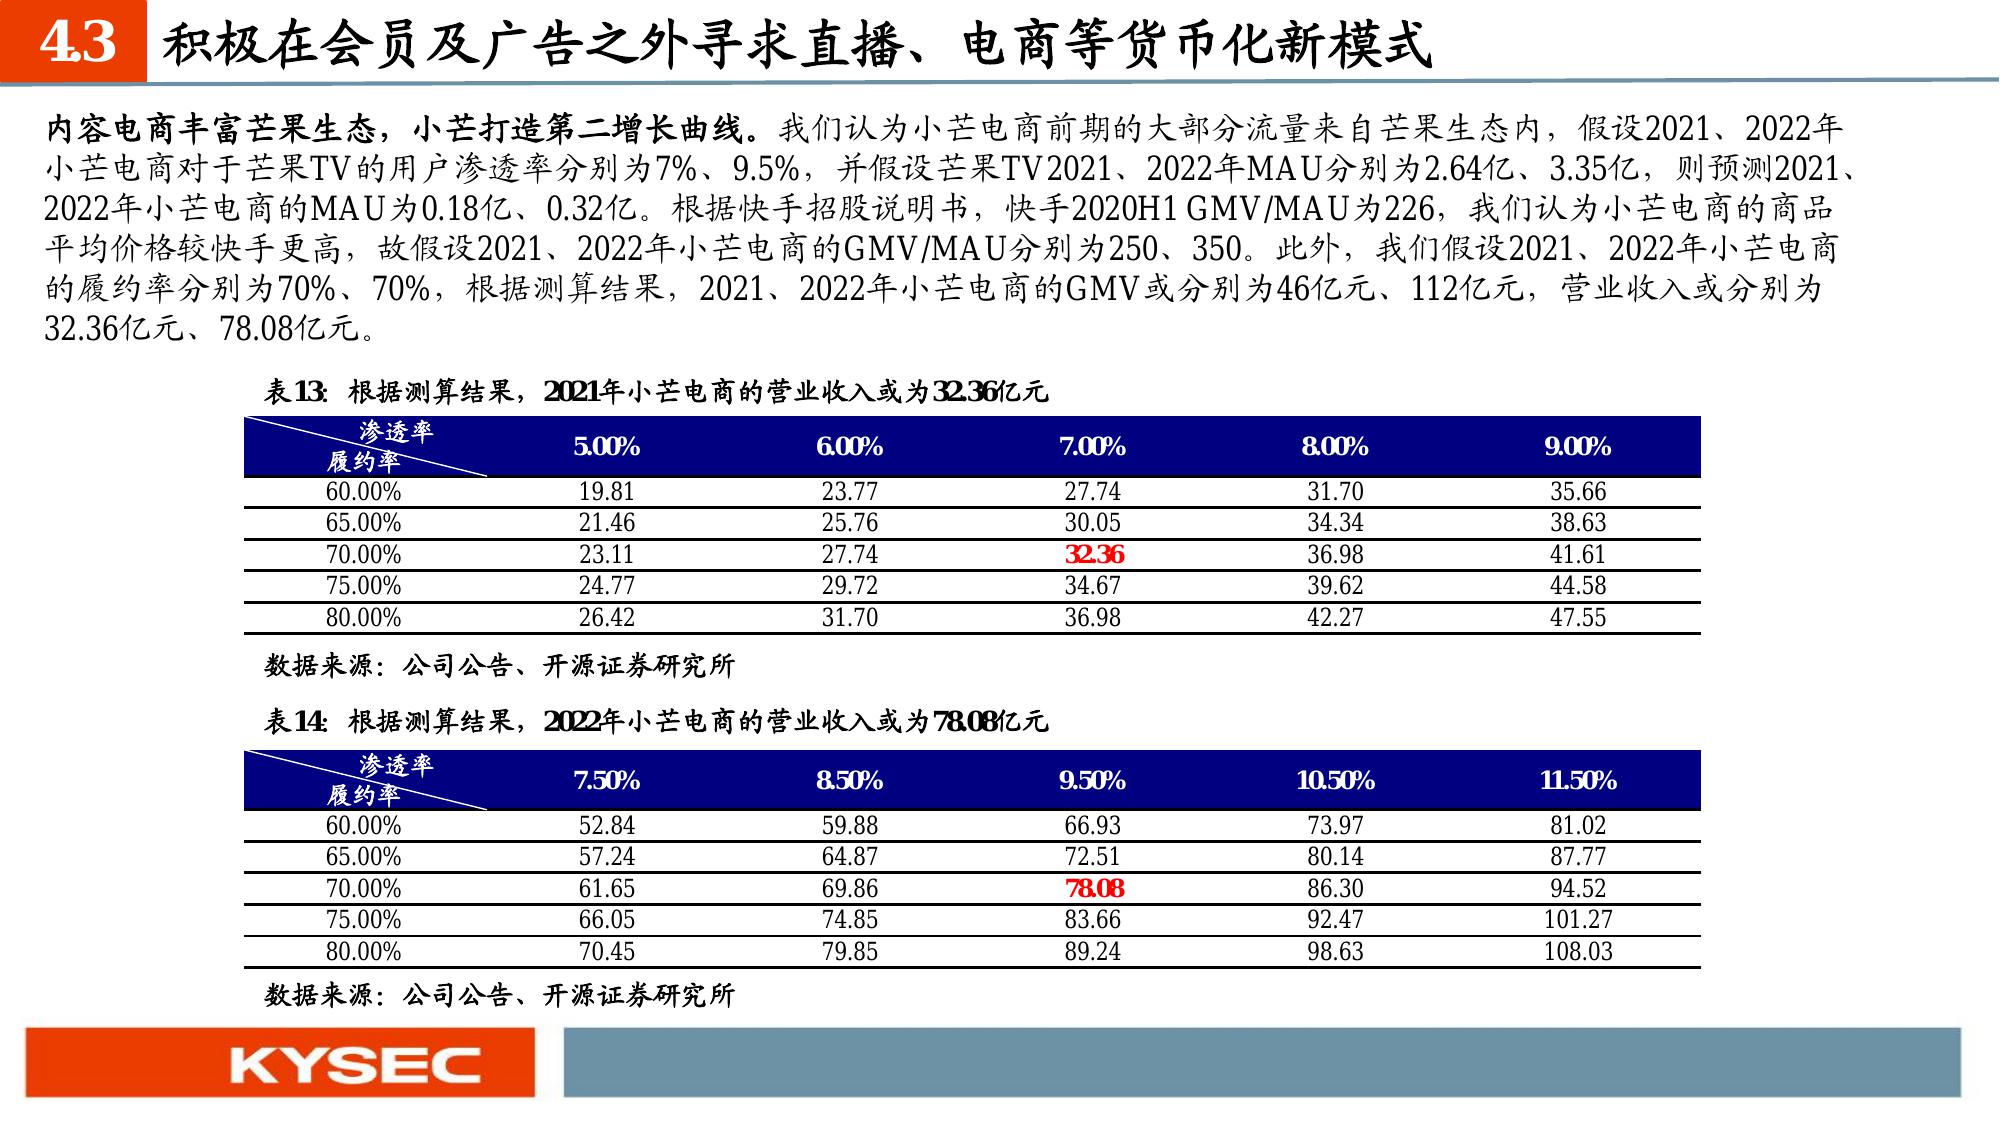 4.3 积极在会员及广告之外寻求直播、电商等货币化新模式
内容电商丰富芒果生态，小芒打造第二增长曲线。我们认为小芒电商前期的大部分流量来自芒果生态内，假设2021、2022年
小芒电商对于芒果TV的用户渗透率分别为7%、9.5%，并假设芒果TV2021、2022年MAU分别为2.64亿、3.35亿，则预测2021、
2022年小芒电商的MAU为0.18亿、0.32亿。根据快手招股说明书，快手2020H1 GMV/MAU为226，我们认为小芒电商的商品
平均价格较快手更高，故假设2021、2022年小芒电商的GMV/MAU分别为250、350。此外，我们假设2021、2022年小芒电商
的履约率分别为70%、70%，根据测算结果，2021、2022年小芒电商的GMV或分别为46亿元、112亿元，营业收入或分别为
32.36亿元、78.08亿元。
表13：根据测算结果，2021年小芒电商的营业收入或为32.36亿元
渗透率
履约率 5.00% 6.00% 7.00% 8.00% 9.00%
60.00% 19.81 23.77 27.74 31.70 35.66
65.00% 21.46 25.76 30.05 34.34 38.63
70.00% 23.11 27.74 32.36 36.98 41.61
75.00% 24.77 29.72 34.67 39.62 44.58
80.00% 26.42 31.70 36.98 42.27 47.55
数据来源：公司公告、开源证券研究所
表14：根据测算结果，2022年小芒电商的营业收入或为78.08亿元
渗透率
履约率 7.50% 8.50% 9.50% 10.50% 11.50%
60.00% 52.84 59.88 66.93 73.97 81.02
65.00% 57.24 64.87 72.51 80.14 87.77
70.00% 61.65 69.86 78.08 86.30 94.52
75.00% 66.05 74.85 83.66 92.47 101.27
80.00% 70.45 79.85 89.24 98.63 108.03
数据来源：公司公告、开源证券研究所
KYSEC